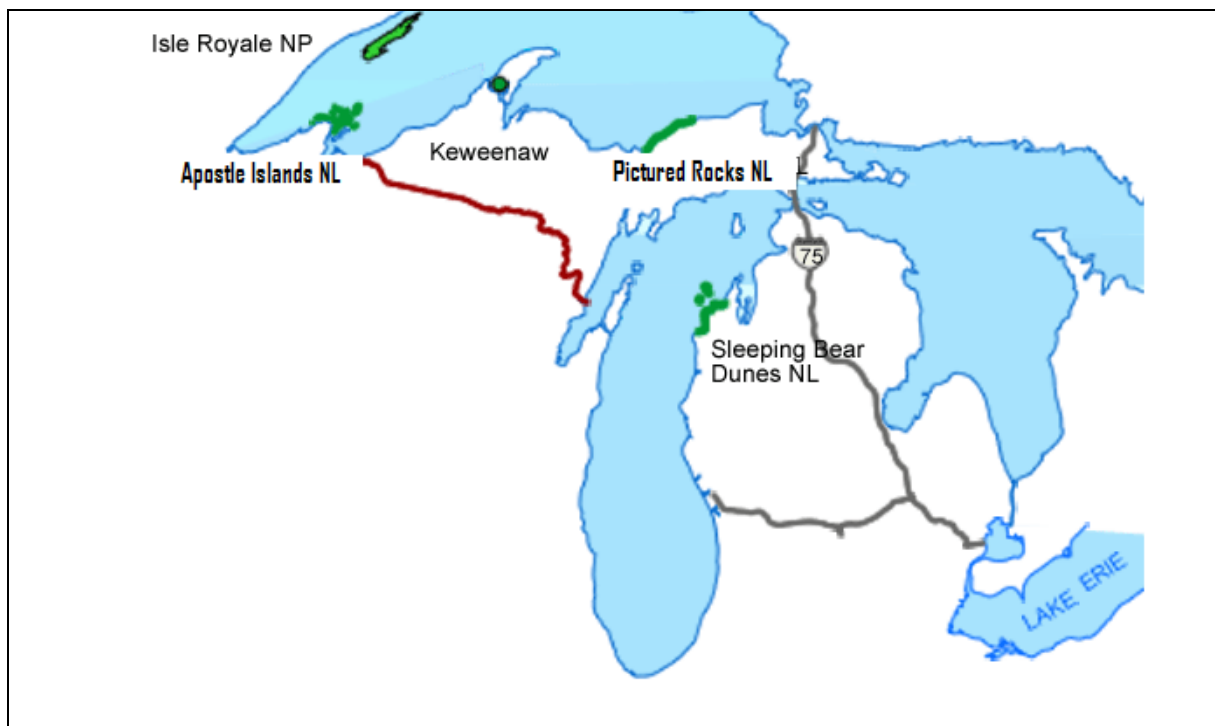 Isle Royale NP
Keweenaw
Apostle Islands NL
Pictured Rocks NL
75
Sleeping Bear
Dunes NL
LAKE ERIE